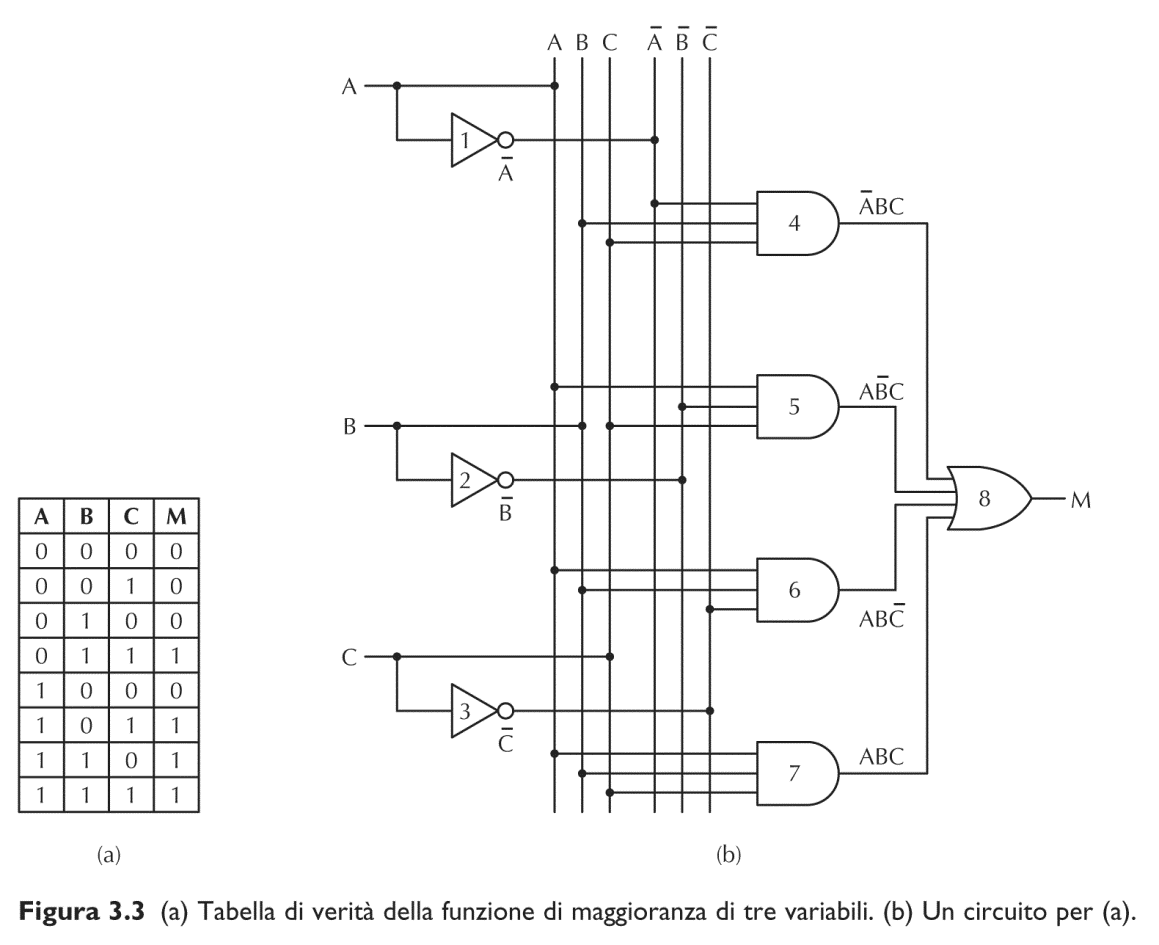 A B C A̅ B̅ C̅
A
1
A̅
4
A̅BC
B
2
B̅
5
AB̅C
8
M
6
ABC̅
C
3
C̅
7
ABC
A B C M
0 0 0 0
0 0 1 0
0 1 0 0
0 1 1 1
1 0 0 0
1 0 1 1
1 1 0 1
1 1 1 1
(a)
(b)
Figura 3.3 (a) Tabella di verità della funzione di maggioranza di tre variabili. (b) Un circuito per (a).